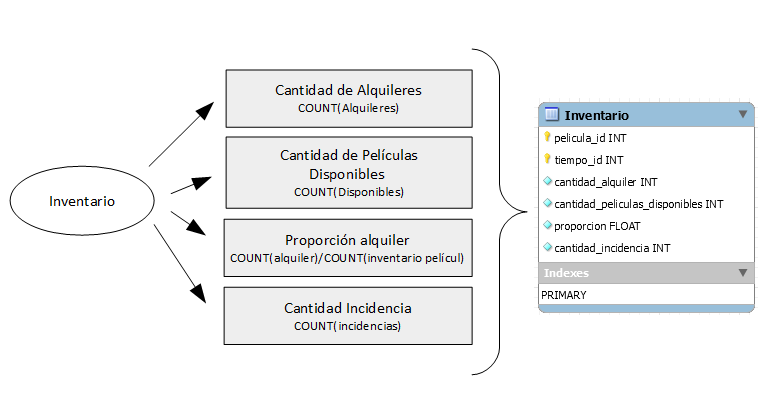 Inventario
Cantidad de Alquileres
COUNT(Alquileres)
Cantidad de Películas
Disponibles
COUNT(Disponibles)
Proporción alquiler
COUNT(alquiler)/COUNT(inventario películ)
Cantidad Incidencia
COUNT(incidencias)
Inventario
pelicula_id INT
tiempo_id INT
cantidad_alquiler INT
cantidad_peliculas_disponibles INT
proporcion FLOAT
cantidad_incidencia INT
Indexes
PRIMARY